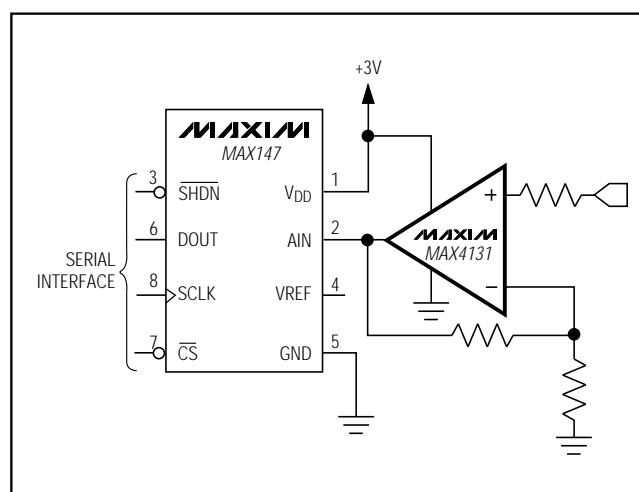 +3V
MAXIM
MAX147
3
SHDN
VDD
1
6
DOUT
AIN
2
+
MAXIM
MAX4131
−
SERIAL
INTERFACE
8
SCLK
VREF
4
7
CS
GND
5